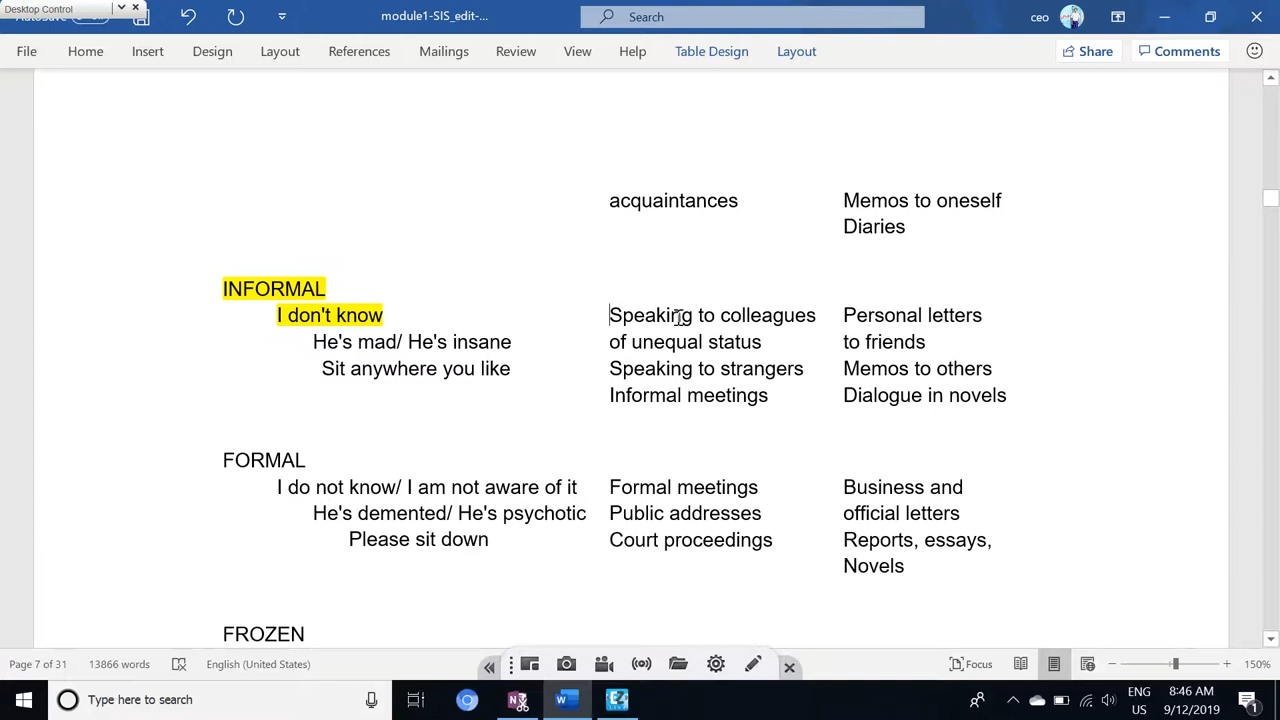 Desktop Control
AutoSave
module1-SIS_edit-...
Search
ceo
File Home Insert Design Layout References Mailings Review View Help Table Design Layout Share Comments
acquaintances Memos to oneself
Diaries
INFORMAL
I don't know Speaking to colleagues Personal letters
He's mad/ He's insane of unequal status to friends
Sit anywhere you like Speaking to strangers Memos to others
Informal meetings Dialogue in novels
FORMAL
I do not know/ I am not aware of it Formal meetings Business and
He's demented/ He's psychotic Public addresses official letters
Please sit down Court proceedings Reports, essays,
Novels
FROZEN
Page 7 of 31 13866 words English (United States) Focus 150%
Type here to search
ENG 8:46 AM
US 9/12/2019
1